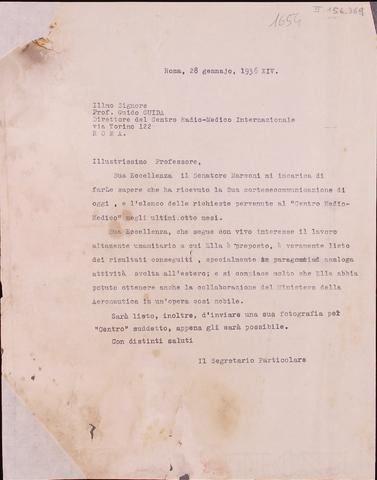 1654
II 156.369
Roma, 28 gennajo, 1936 XIV.
Illmo Signore
Prof. Guido GUIDA
Direttore del Centro Radio-Medico Internazionale
via Torino 122
R O M A.
Illustrissimo Professore,
Sua Eccellenza il Senatore Marconi mi incarica di
farLe sapere che ha ricevuto la Sua cortesecommunicazione di
oggi , e l'elenco delle richieste pervenute al "Centro Radio-
Medico" negli ultimi otto mesi.
Sua Eccellenza, che segue con vivo interesse il lavoro
altamente umanitario a cui Ella è preposto, è veramente lieto
dei risultati conseguiti , specialmente in paragone ad analoga
attività svolta all'estero; e si compiace molto che Ella abbia
potuto ottenere anche la collaborazione del Ministero della
Aeronautica in un'opera così nobile.
Sarà lieto, inoltre, d'inviare una sua fotografia pel
"Centro" suddetto, appena gli sarà possibile.
Con distinti saluti
Il Segretario Particolare